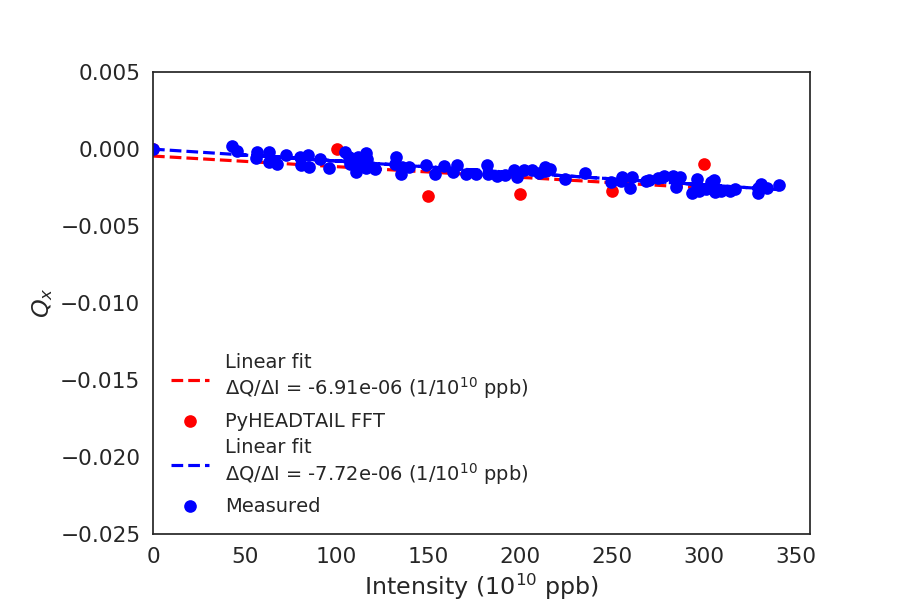 0.005
0.000
−0.005
−0.010
−0.015
−0.020
−0.025
Qₓ
Linear fit
ΔQ/ΔI = -6.91e-06 (1/10¹⁰ ppb)
PyHEADTAIL FFT
Linear fit
ΔQ/ΔI = -7.72e-06 (1/10¹⁰ ppb)
Measured
0 50 100 150 200 250 300 350
Intensity (10¹⁰ ppb)